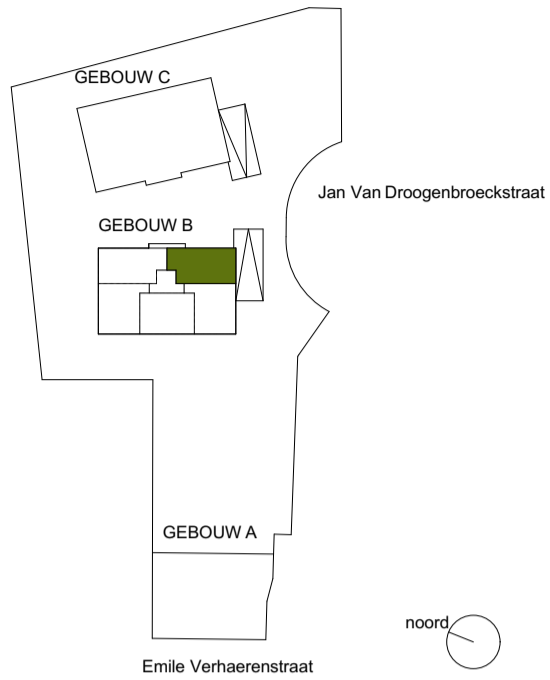 GEBOUW C
Jan Van Droogenbroeckstraat
GEBOUW B
GEBOUW A
noord
Emile Verhaerenstraat